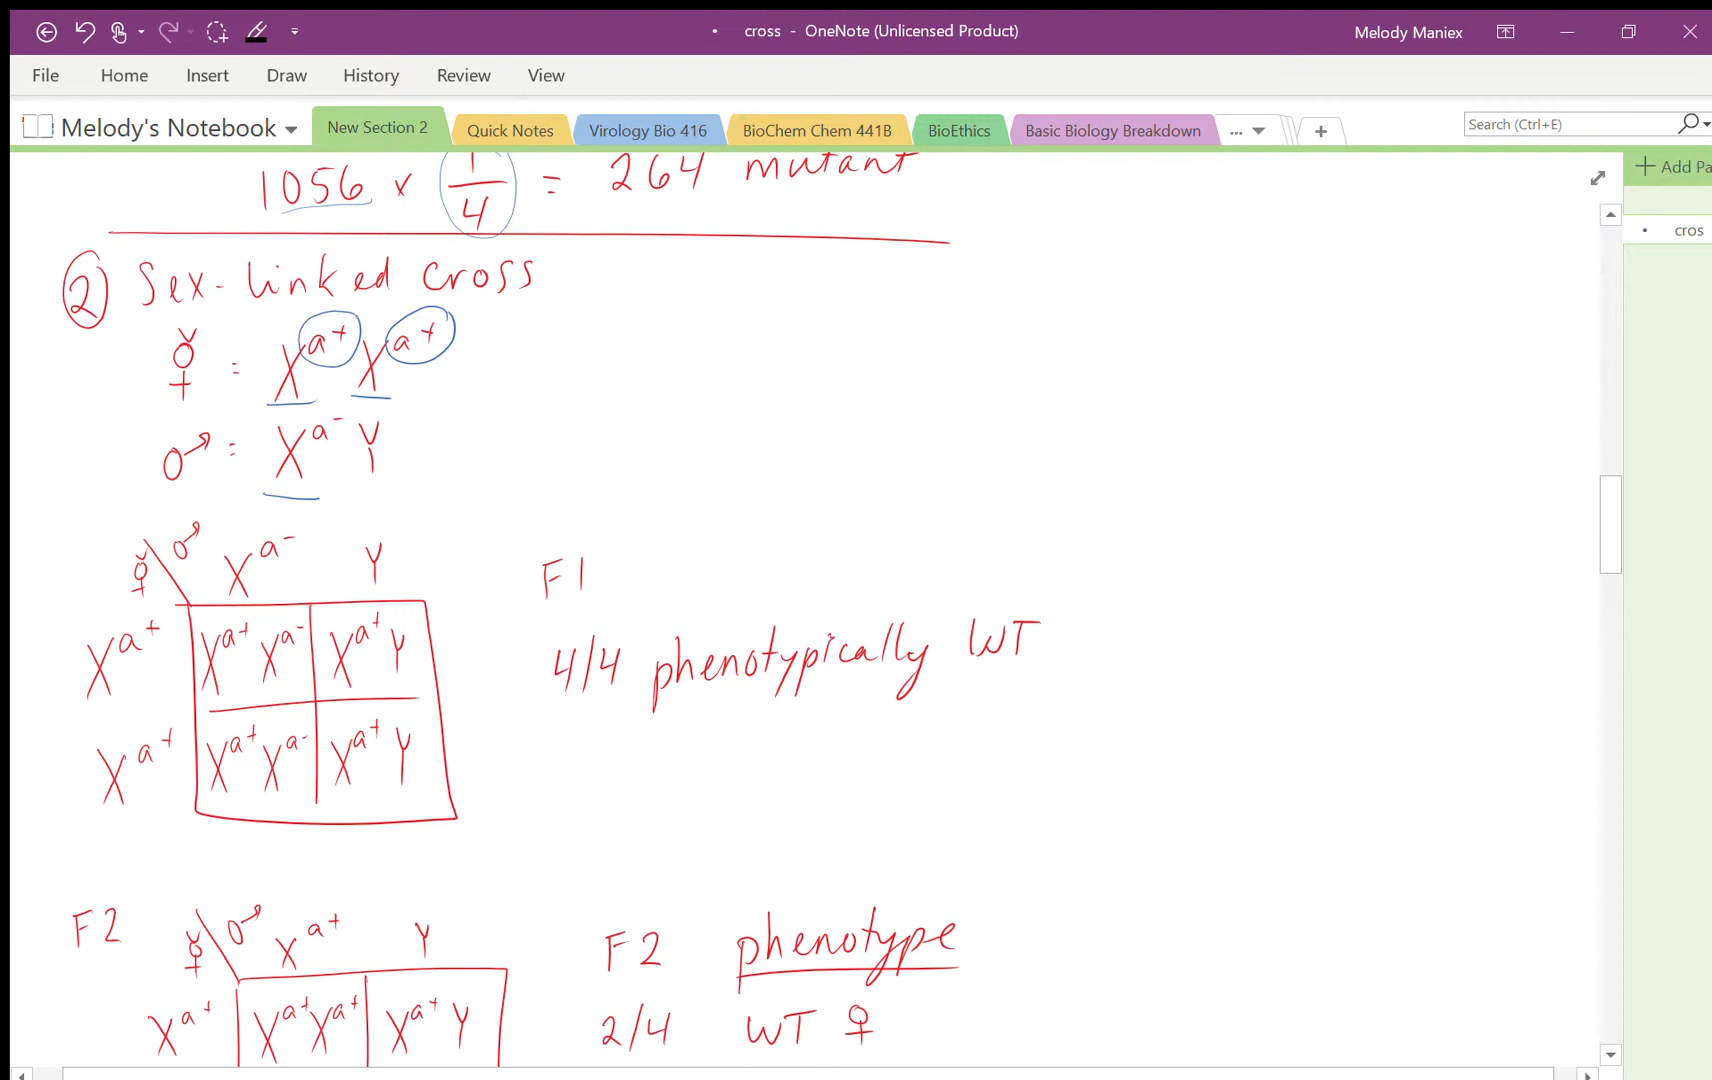 cross - OneNote (Unlicensed Product)
Melody Maniex
File Home Insert Draw History Review View
Melody's Notebook
New Section 2
Quick Notes
Virology Bio 416
BioChem Chem 441B
BioEthics
Basic Biology Breakdown
...
+
Search (Ctrl+E)
+ Add Pa
cros
1056 x 1/4 = 264 mutant
② Sex-linked cross
♀ = X^a+ X^a+
♂ = X^a- Y
♀ \ ♂ X^a- Y
X^a+ X^a+ X^a- X^a+ Y
X^a+ X^a+ X^a- X^a+ Y
F1
4/4 phenotypically WT
F2
♀ \ ♂ X^a+ Y
X^a+ X^a+ X^a+ X^a+ Y
F2 phenotype
2/4 WT ♀